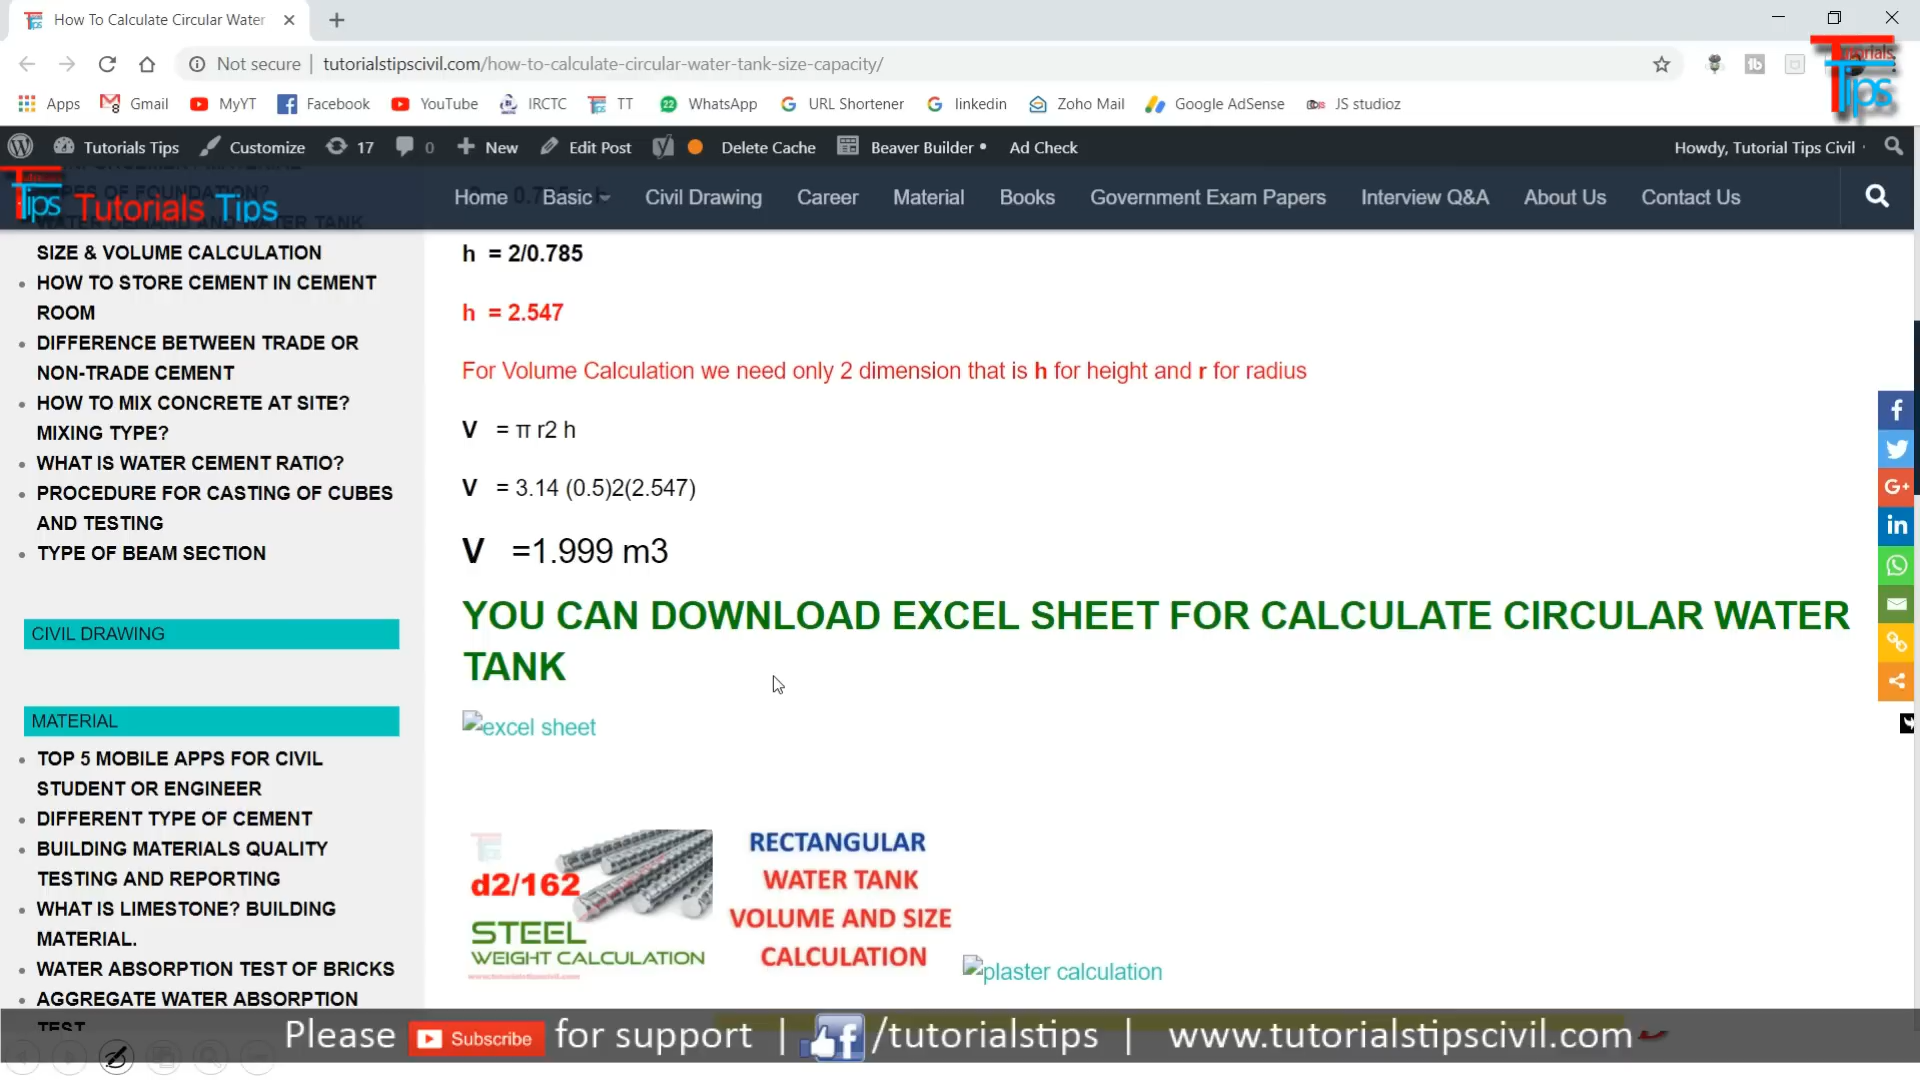 How To Calculate Circular Water
Not secure | tutorialstipscivil.com/how-to-calculate-circular-water-tank-size-capacity/
Apps Gmail MyYT Facebook YouTube IRCTC TT WhatsApp URL Shortener linkedin Zoho Mail Google AdSense JS studioz
Tutorials Tips Customize 17 0 New Edit Post Delete Cache Beaver Builder Ad Check Howdy, Tutorial Tips Civil
Tips Tutorials Tips
Home Basic Civil Drawing Career Material Books Government Exam Papers Interview Q&A About Us Contact Us
SIZE & VOLUME CALCULATION
HOW TO STORE CEMENT IN CEMENT
ROOM
DIFFERENCE BETWEEN TRADE OR
NON-TRADE CEMENT
HOW TO MIX CONCRETE AT SITE?
MIXING TYPE?
WHAT IS WATER CEMENT RATIO?
PROCEDURE FOR CASTING OF CUBES
AND TESTING
TYPE OF BEAM SECTION
CIVIL DRAWING
MATERIAL
TOP 5 MOBILE APPS FOR CIVIL
STUDENT OR ENGINEER
DIFFERENT TYPE OF CEMENT
BUILDING MATERIALS QUALITY
TESTING AND REPORTING
WHAT IS LIMESTONE? BUILDING
MATERIAL.
WATER ABSORPTION TEST OF BRICKS
AGGREGATE WATER ABSORPTION
TEST
h = 2/0.785
h = 2.547
For Volume Calculation we need only 2 dimension that is h for height and r for radius
V = π r2 h
V = 3.14 (0.5)2(2.547)
V =1.999 m3
YOU CAN DOWNLOAD EXCEL SHEET FOR CALCULATE CIRCULAR WATER
TANK
excel sheet
d2/162
STEEL
WEIGHT CALCULATION
RECTANGULAR
WATER TANK
VOLUME AND SIZE
CALCULATION
plaster calculation
Please Subscribe for support | /tutorialstips | www.tutorialstipscivil.com